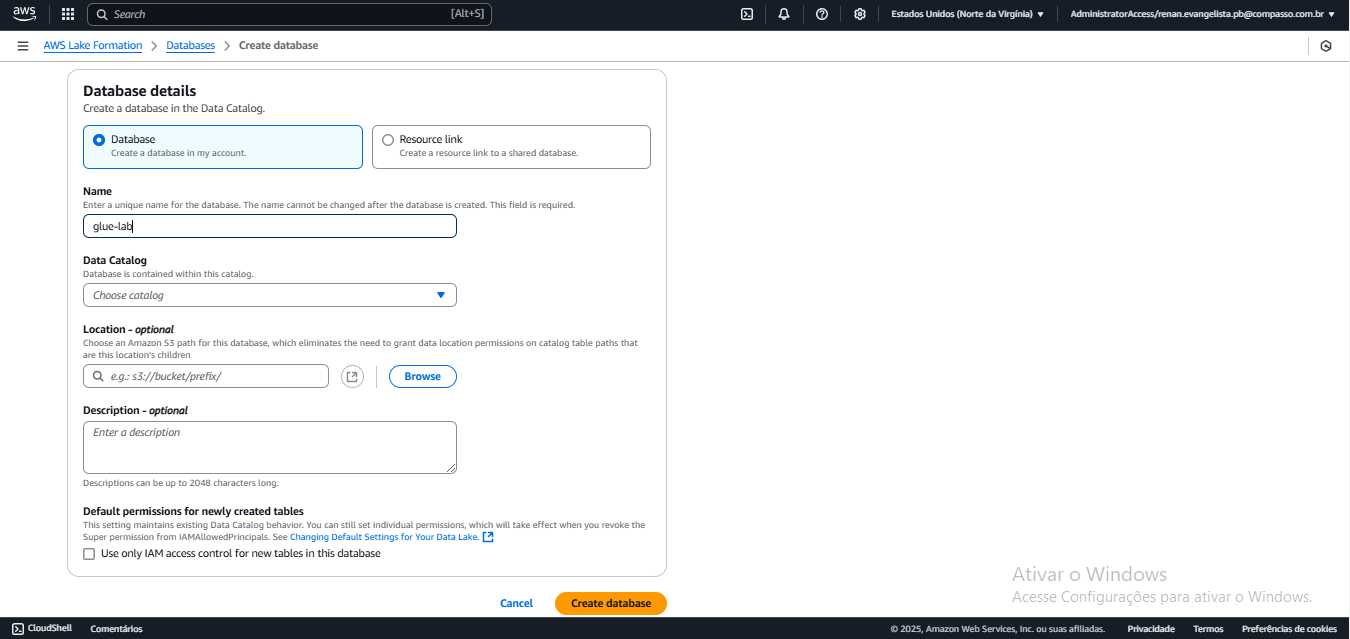 aws
Search
[Alt+S]
Estados Unidos (Norte da Virgínia)
AdministratorAccess/renan.evangelista.pb@compasso.com.br
AWS Lake Formation
Databases
Create database
Database details
Create a database in the Data Catalog.
Database
Create a database in my account.
Resource link
Create a resource link to a shared database.
Name
Enter a unique name for the database. The name cannot be changed after the database is created. This field is required.
glue-lab
Data Catalog
Database is contained within this catalog.
Choose catalog
Location - optional
Choose an Amazon S3 path for this database, which eliminates the need to grant data location permissions on catalog table paths that
are this location's children
e.g.: s3://bucket/prefix/
Browse
Description - optional
Enter a description
Descriptions can be up to 2048 characters long.
Default permissions for newly created tables
This setting maintains existing Data Catalog behavior. You can still set individual permissions, which will take effect when you revoke the
Super permission from IAMAllowedPrincipals. See Changing Default Settings for Your Data Lake.
Use only IAM access control for new tables in this database
Cancel
Create database
Ativar o Windows
Acesse Configurações para ativar o Windows.
CloudShell
Comentários
© 2025, Amazon Web Services, Inc. ou suas afiliadas.
Privacidade
Termos
Preferências de cookies